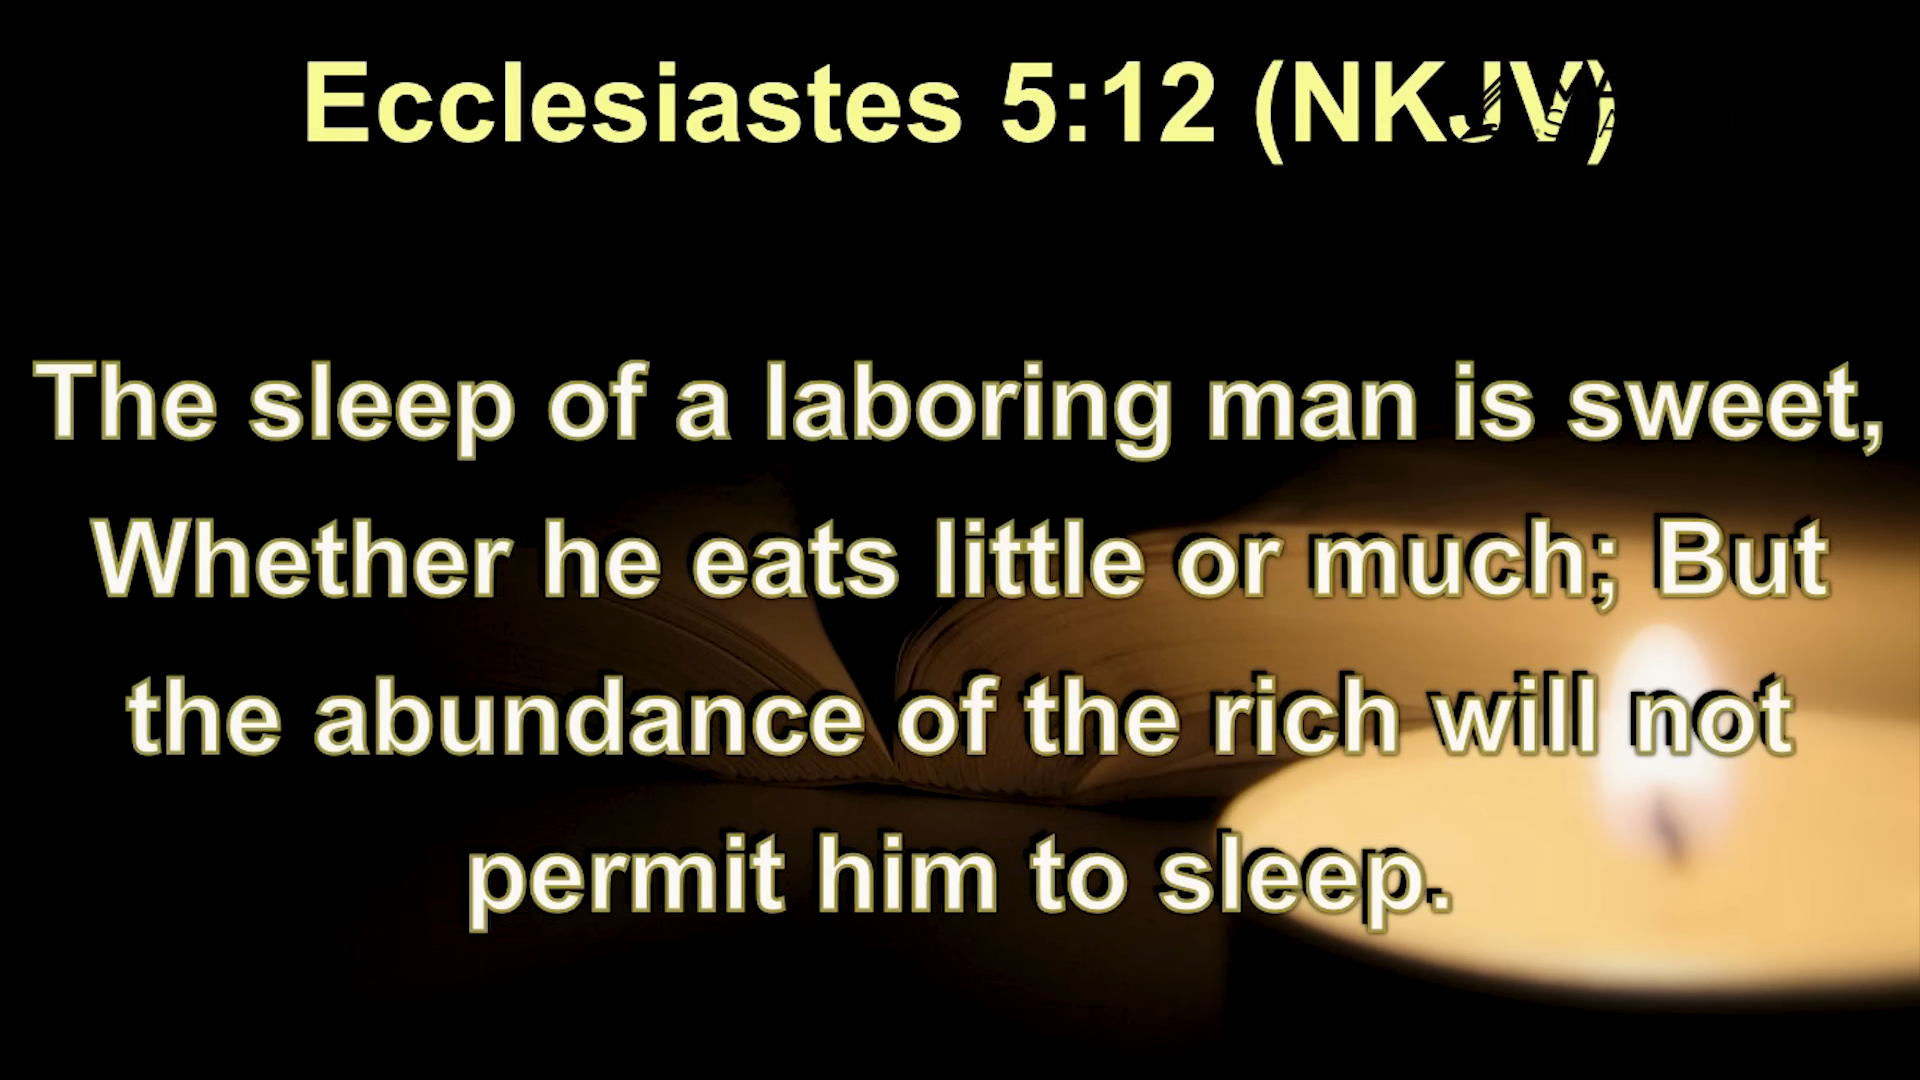 Ecclesiastes 5:12 (NKJV)
The sleep of a laboring man is sweet,
Whether he eats little or much; But
the abundance of the rich will not
permit him to sleep.